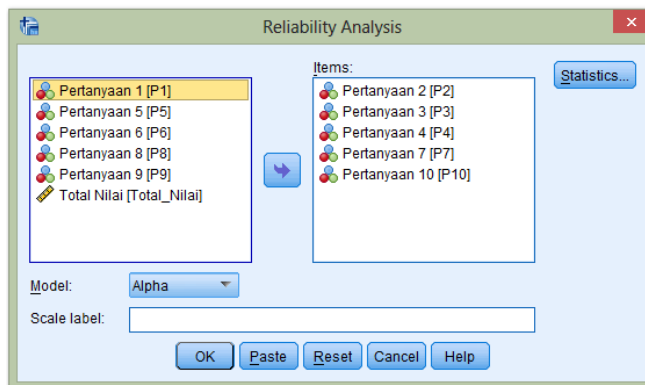 Reliability Analysis
Items:
Statistics...
Pertanyaan 1 [P1]
Pertanyaan 5 [P5]
Pertanyaan 6 [P6]
Pertanyaan 8 [P8]
Pertanyaan 9 [P9]
Total Nilai [Total_Nilai]
Pertanyaan 2 [P2]
Pertanyaan 3 [P3]
Pertanyaan 4 [P4]
Pertanyaan 7 [P7]
Pertanyaan 10 [P10]
Model: Alpha
Scale label:
OK Paste Reset Cancel Help